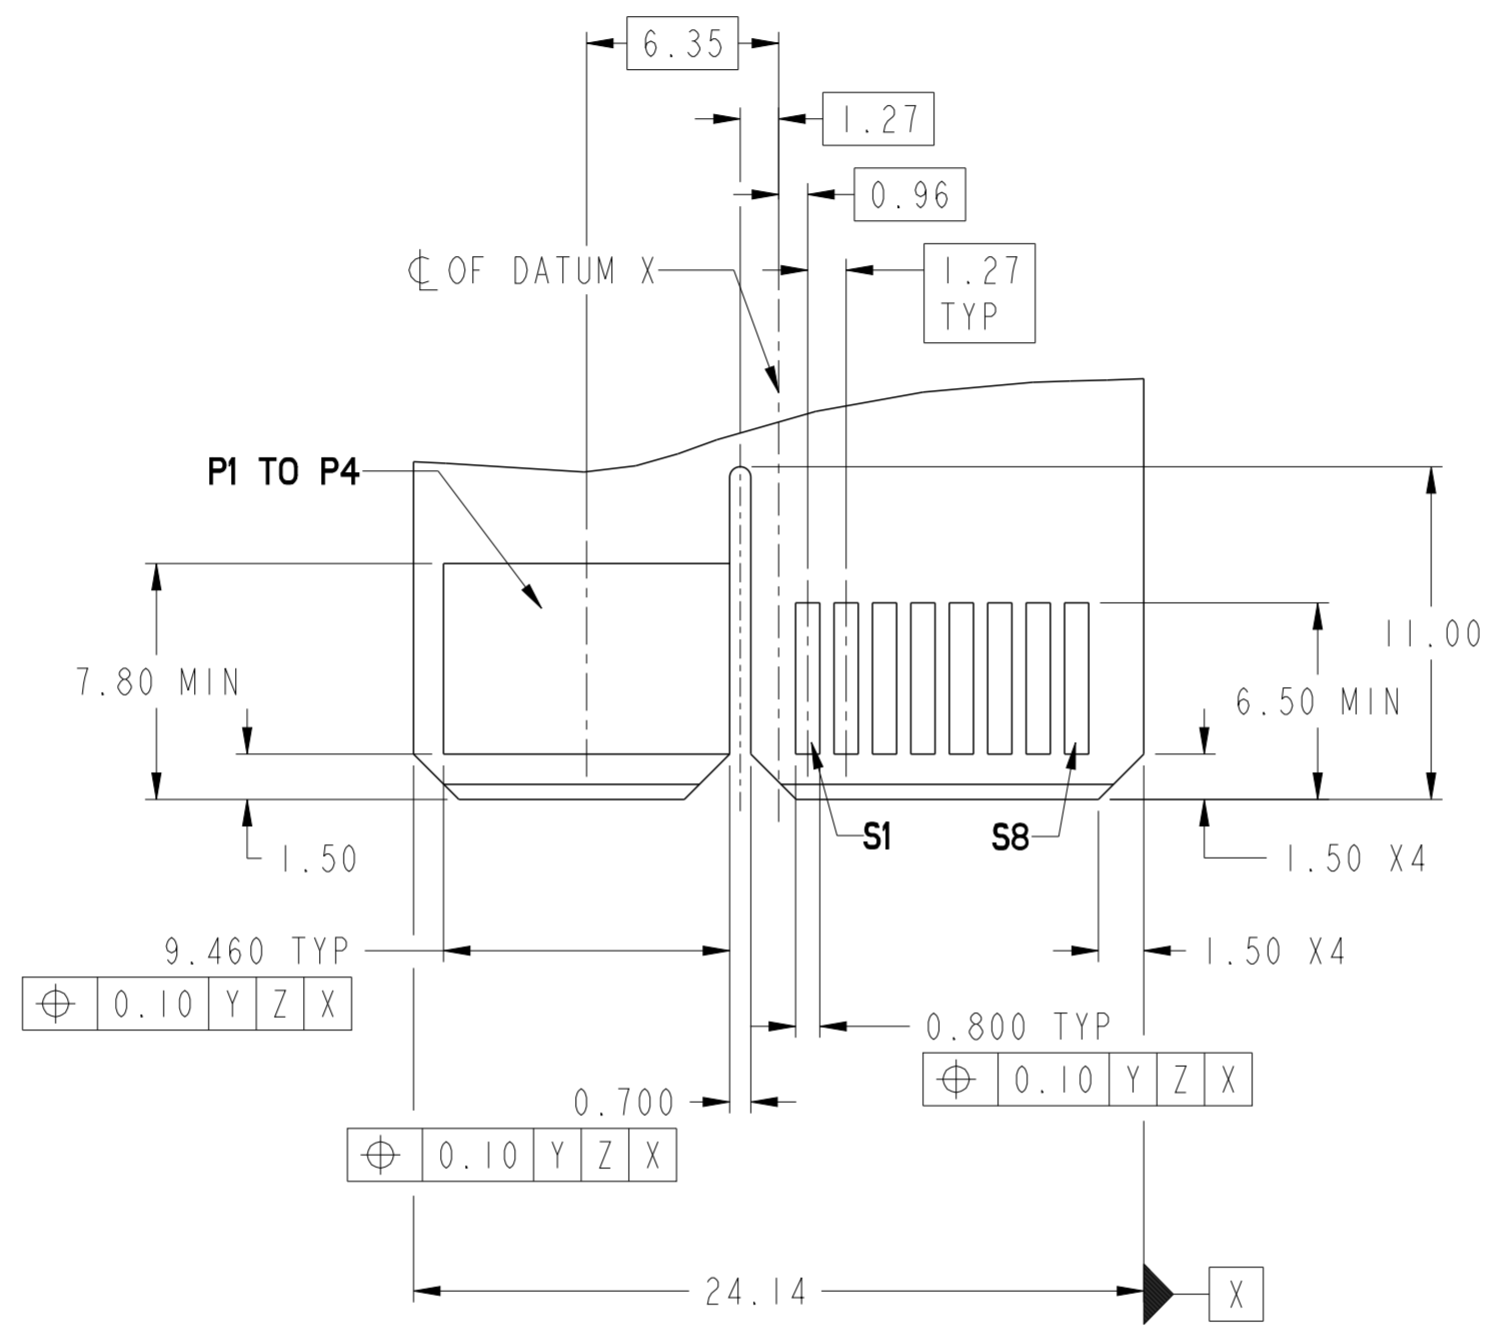 6.35
1.27
0.96
℄ OF DATUM X
1.27
TYP
P1 TO P4
11.00
7.80 MIN
6.50 MIN
S1
S8
1.50
1.50 X4
9.460 TYP
1.50 X4
⌖ 0.10 Y Z X
0.800 TYP
⌖ 0.10 Y Z X
0.700
⌖ 0.10 Y Z X
24.14
X